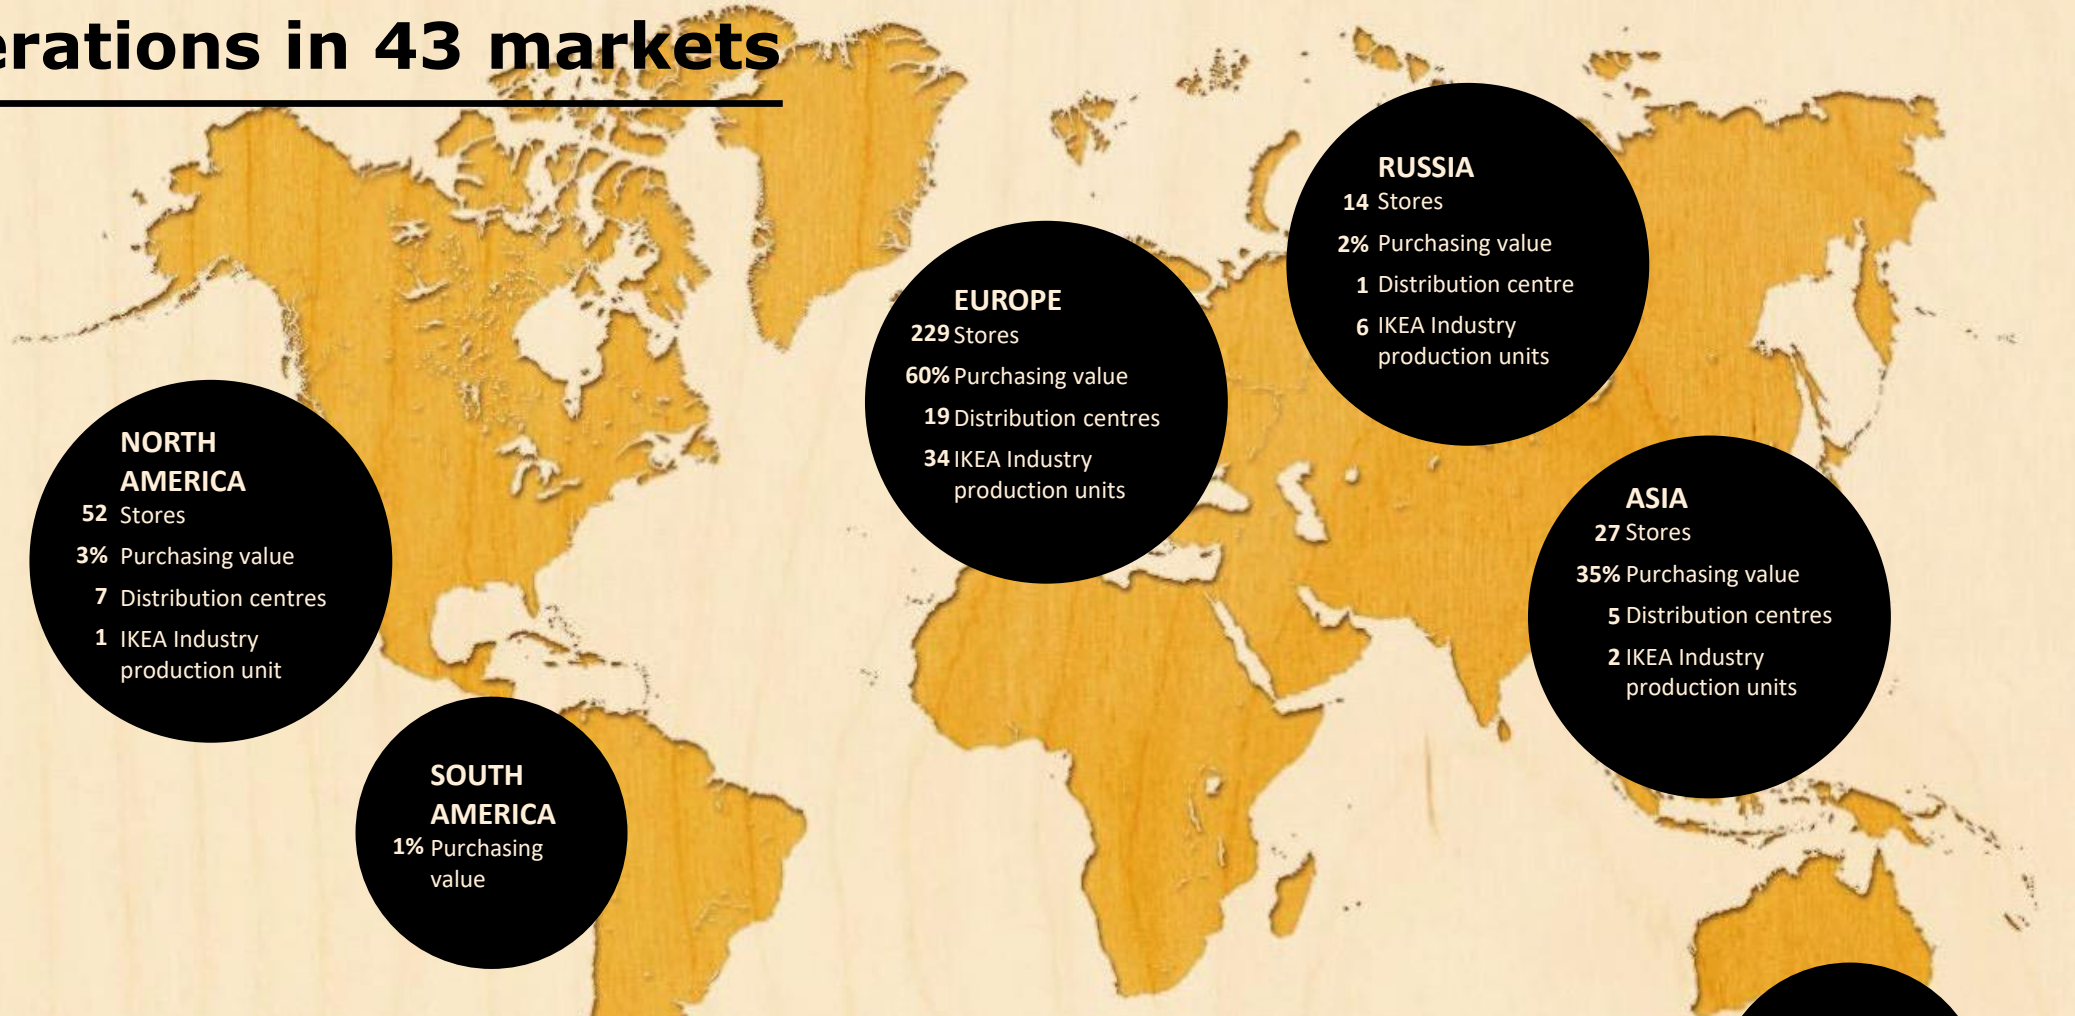 erations in 43 markets
RUSSIA
14 Stores
2% Purchasing value
1 Distribution centre
6 IKEA Industry
production units
EUROPE
229 Stores
60% Purchasing value
19 Distribution centres
34 IKEA Industry
production units
NORTH
AMERICA
52 Stores
3% Purchasing value
7 Distribution centres
1 IKEA Industry
production unit
ASIA
27 Stores
35% Purchasing value
5 Distribution centres
2 IKEA Industry
production units
SOUTH
AMERICA
1% Purchasing
value